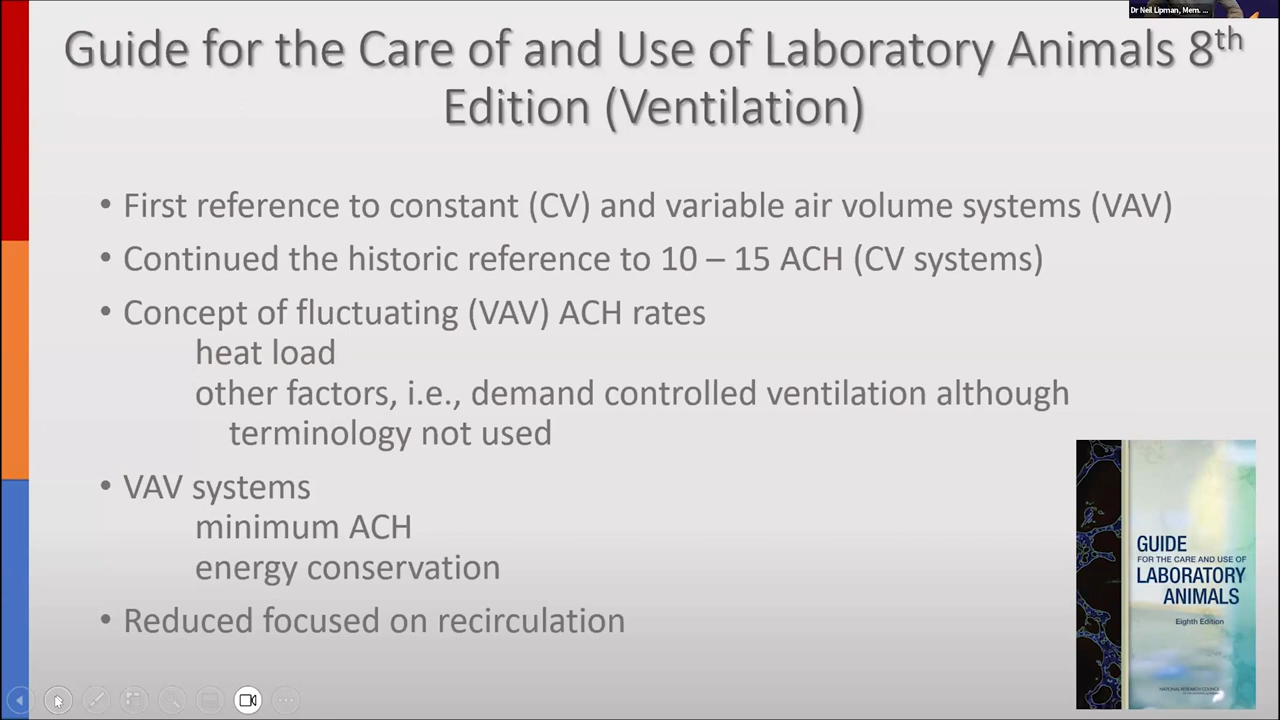 Dr Neil Lipman, Mem. ...
Guide for the Care of and Use of Laboratory Animals 8th
Edition (Ventilation)
• First reference to constant (CV) and variable air volume systems (VAV)
• Continued the historic reference to 10 – 15 ACH (CV systems)
• Concept of fluctuating (VAV) ACH rates
heat load
other factors, i.e., demand controlled ventilation although
terminology not used
• VAV systems
minimum ACH
energy conservation
• Reduced focused on recirculation
GUIDE
FOR THE CARE AND USE OF
LABORATORY
ANIMALS
Eighth Edition
NATIONAL RESEARCH COUNCIL